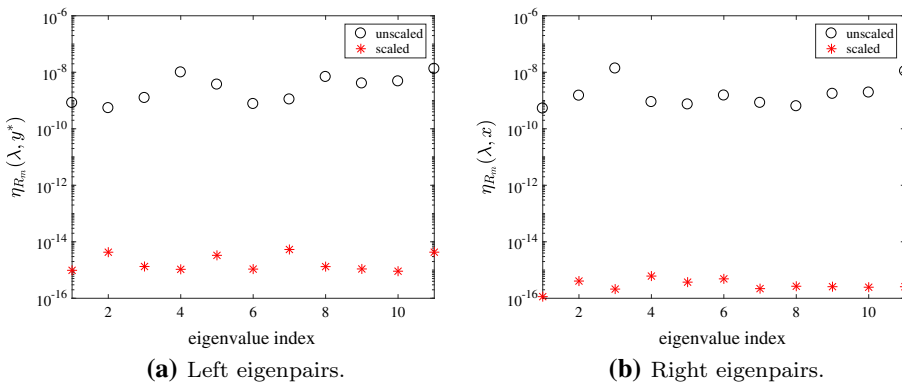 10^-6
10^-8
10^-10
10^-12
10^-14
10^-16
η_{R_m}(λ, y*)
unscaled
scaled
2 4 6 8 10
eigenvalue index
(a) Left eigenpairs.
10^-6
10^-8
10^-10
10^-12
10^-14
10^-16
η_{R_m}(λ, x)
unscaled
scaled
2 4 6 8 10
eigenvalue index
(b) Right eigenpairs.